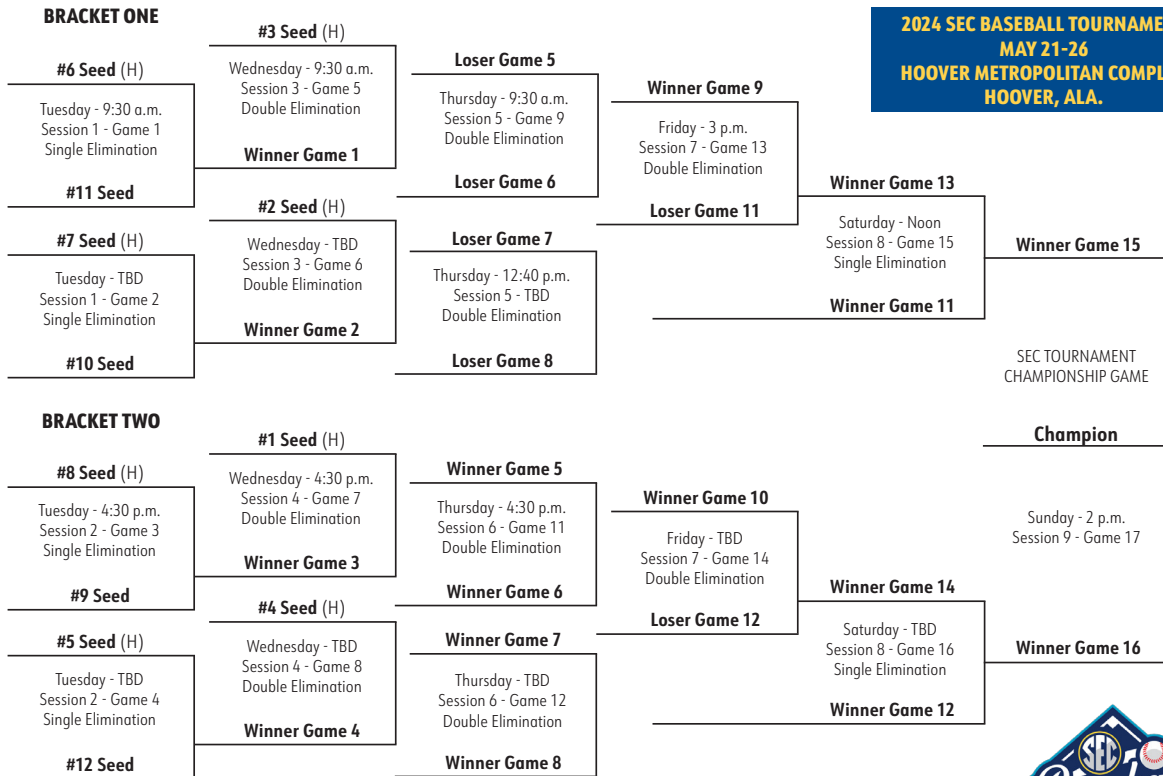 BRACKET ONE
#6 Seed (H)
Tuesday - 9:30 a.m.
Session 1 - Game 1
Single Elimination
#11 Seed
#7 Seed (H)
Tuesday - TBD
Session 1 - Game 2
Single Elimination
#10 Seed
#3 Seed (H)
Wednesday - 9:30 a.m.
Session 3 - Game 5
Double Elimination
Winner Game 1
#2 Seed (H)
Wednesday - TBD
Session 3 - Game 6
Double Elimination
Winner Game 2
Loser Game 5
Thursday - 9:30 a.m.
Session 5 - Game 9
Double Elimination
Loser Game 6
Loser Game 7
Thursday - 12:40 p.m.
Session 5 - TBD
Double Elimination
Loser Game 8
Winner Game 9
Friday - 3 p.m.
Session 7 - Game 13
Double Elimination
Loser Game 11
Winner Game 13
Saturday - Noon
Session 8 - Game 15
Single Elimination
Winner Game 11
2024 SEC BASEBALL TOURNAME
MAY 21-26
HOOVER METROPOLITAN COMPL
HOOVER, ALA.
Winner Game 15
SEC TOURNAMENT
CHAMPIONSHIP GAME
Champion
Sunday - 2 p.m.
Session 9 - Game 17
Winner Game 16
BRACKET TWO
#8 Seed (H)
Tuesday - 4:30 p.m.
Session 2 - Game 3
Single Elimination
#9 Seed
#5 Seed (H)
Tuesday - TBD
Session 2 - Game 4
Single Elimination
#12 Seed
#1 Seed (H)
Wednesday - 4:30 p.m.
Session 4 - Game 7
Double Elimination
Winner Game 3
#4 Seed (H)
Wednesday - TBD
Session 4 - Game 8
Double Elimination
Winner Game 4
Winner Game 5
Thursday - 4:30 p.m.
Session 6 - Game 11
Double Elimination
Winner Game 6
Winner Game 7
Thursday - TBD
Session 6 - Game 12
Double Elimination
Winner Game 8
Winner Game 10
Friday - TBD
Session 7 - Game 14
Double Elimination
Loser Game 12
Winner Game 14
Saturday - TBD
Session 8 - Game 16
Single Elimination
Winner Game 12
SEC